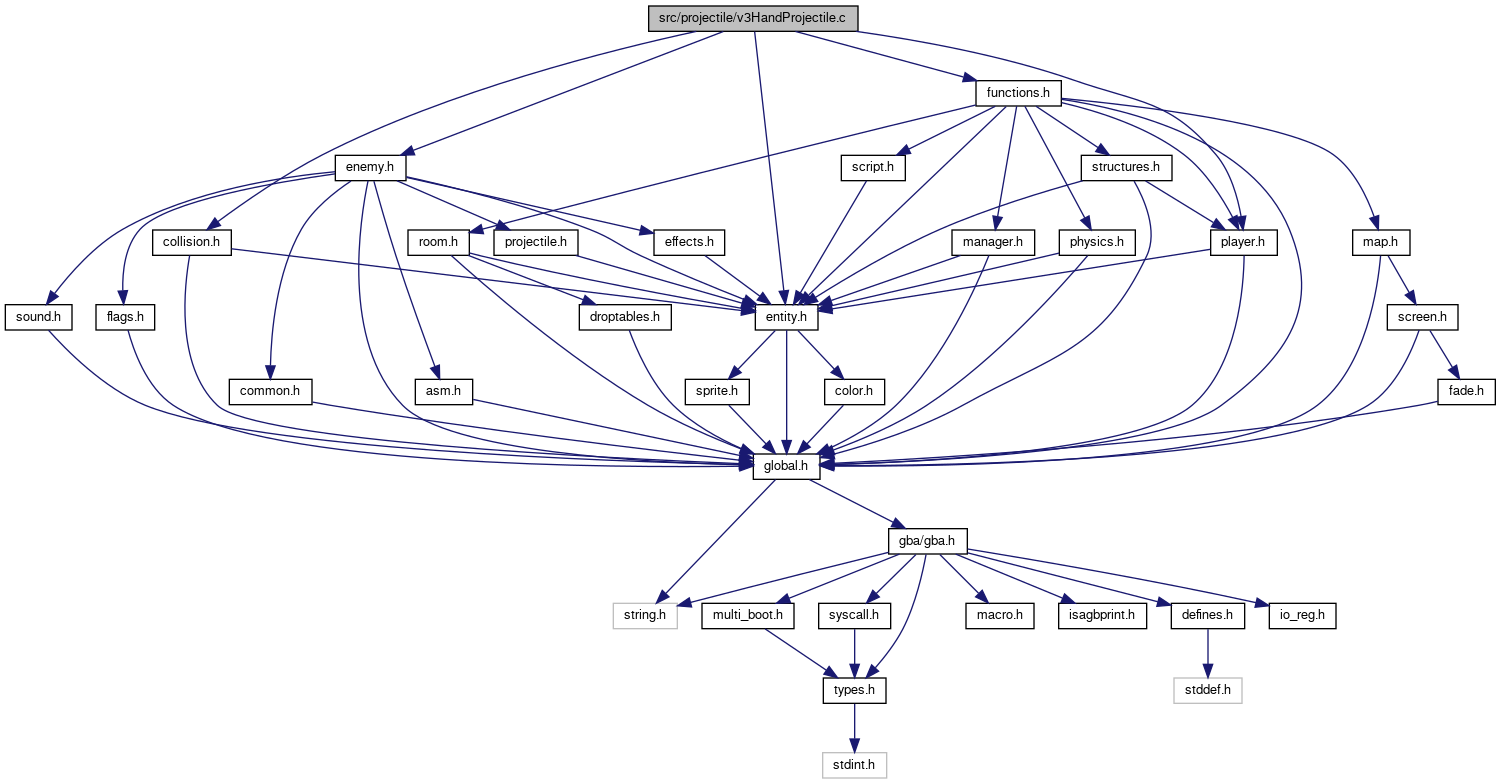 src/projectile/v3HandProjectile.c
functions.h
enemy.h
script.h
structures.h
collision.h
room.h
projectile.h
effects.h
manager.h
physics.h
player.h
map.h
sound.h
flags.h
droptables.h
entity.h
screen.h
common.h
asm.h
sprite.h
color.h
fade.h
global.h
gba/gba.h
string.h
multi_boot.h
syscall.h
macro.h
isagbprint.h
defines.h
io_reg.h
types.h
stddef.h
stdint.h